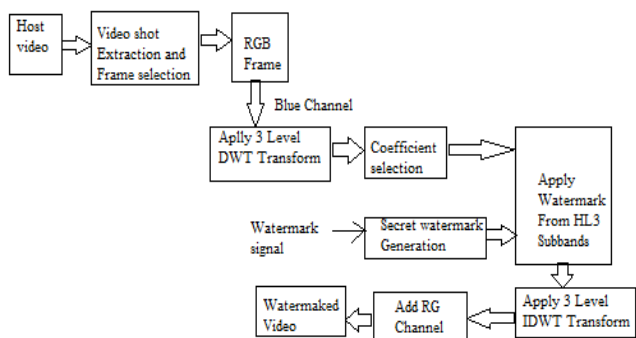 Host
video
Video shot
Extraction and
Frame selection
RGB
Frame
Blue Channel
Aplly 3 Level
DWT Transform
Coefficient
selection
Apply
Watermark
From HL3
Subbands
Watermark
signal
Secret watermark
Generation
Watermaked
Video
Add RG
Channel
Apply 3 Level
IDWT Transform